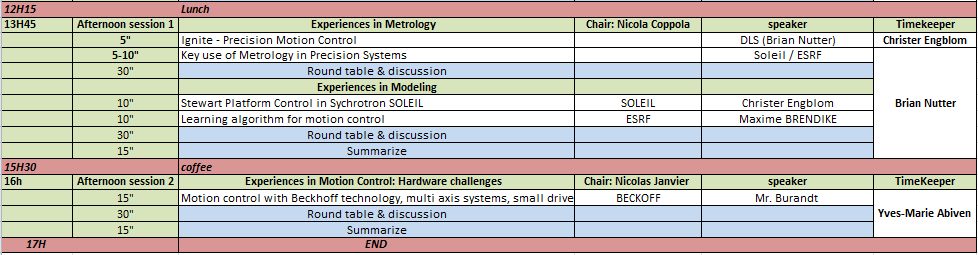 12H15 Lunch
13H45 Afternoon session 1 Experiences in Metrology Chair: Nicola Coppola speaker Timekeeper
5" Ignite - Precision Motion Control DLS (Brian Nutter) Christer Engblom
5-10" Key use of Metrology in Precision Systems Soleil / ESRF
30" Round table & discussion
Experiences in Modeling
10" Stewart Platform Control in Sychrotron SOLEIL SOLEIL Christer Engblom Brian Nutter
10" Learning algorithm for motion control ESRF Maxime BRENDIKE
30" Round table & discussion
15" Summarize
15H30 coffee
16h Afternoon session 2 Experiences in Motion Control: Hardware challenges Chair: Nicolas Janvier speaker TimeKeeper
15" Motion control with Beckhoff technology, multi axis systems, small drive BECKOFF Mr. Burandt
30" Round table & discussion Yves-Marie Abiven
15" Summarize
17H END